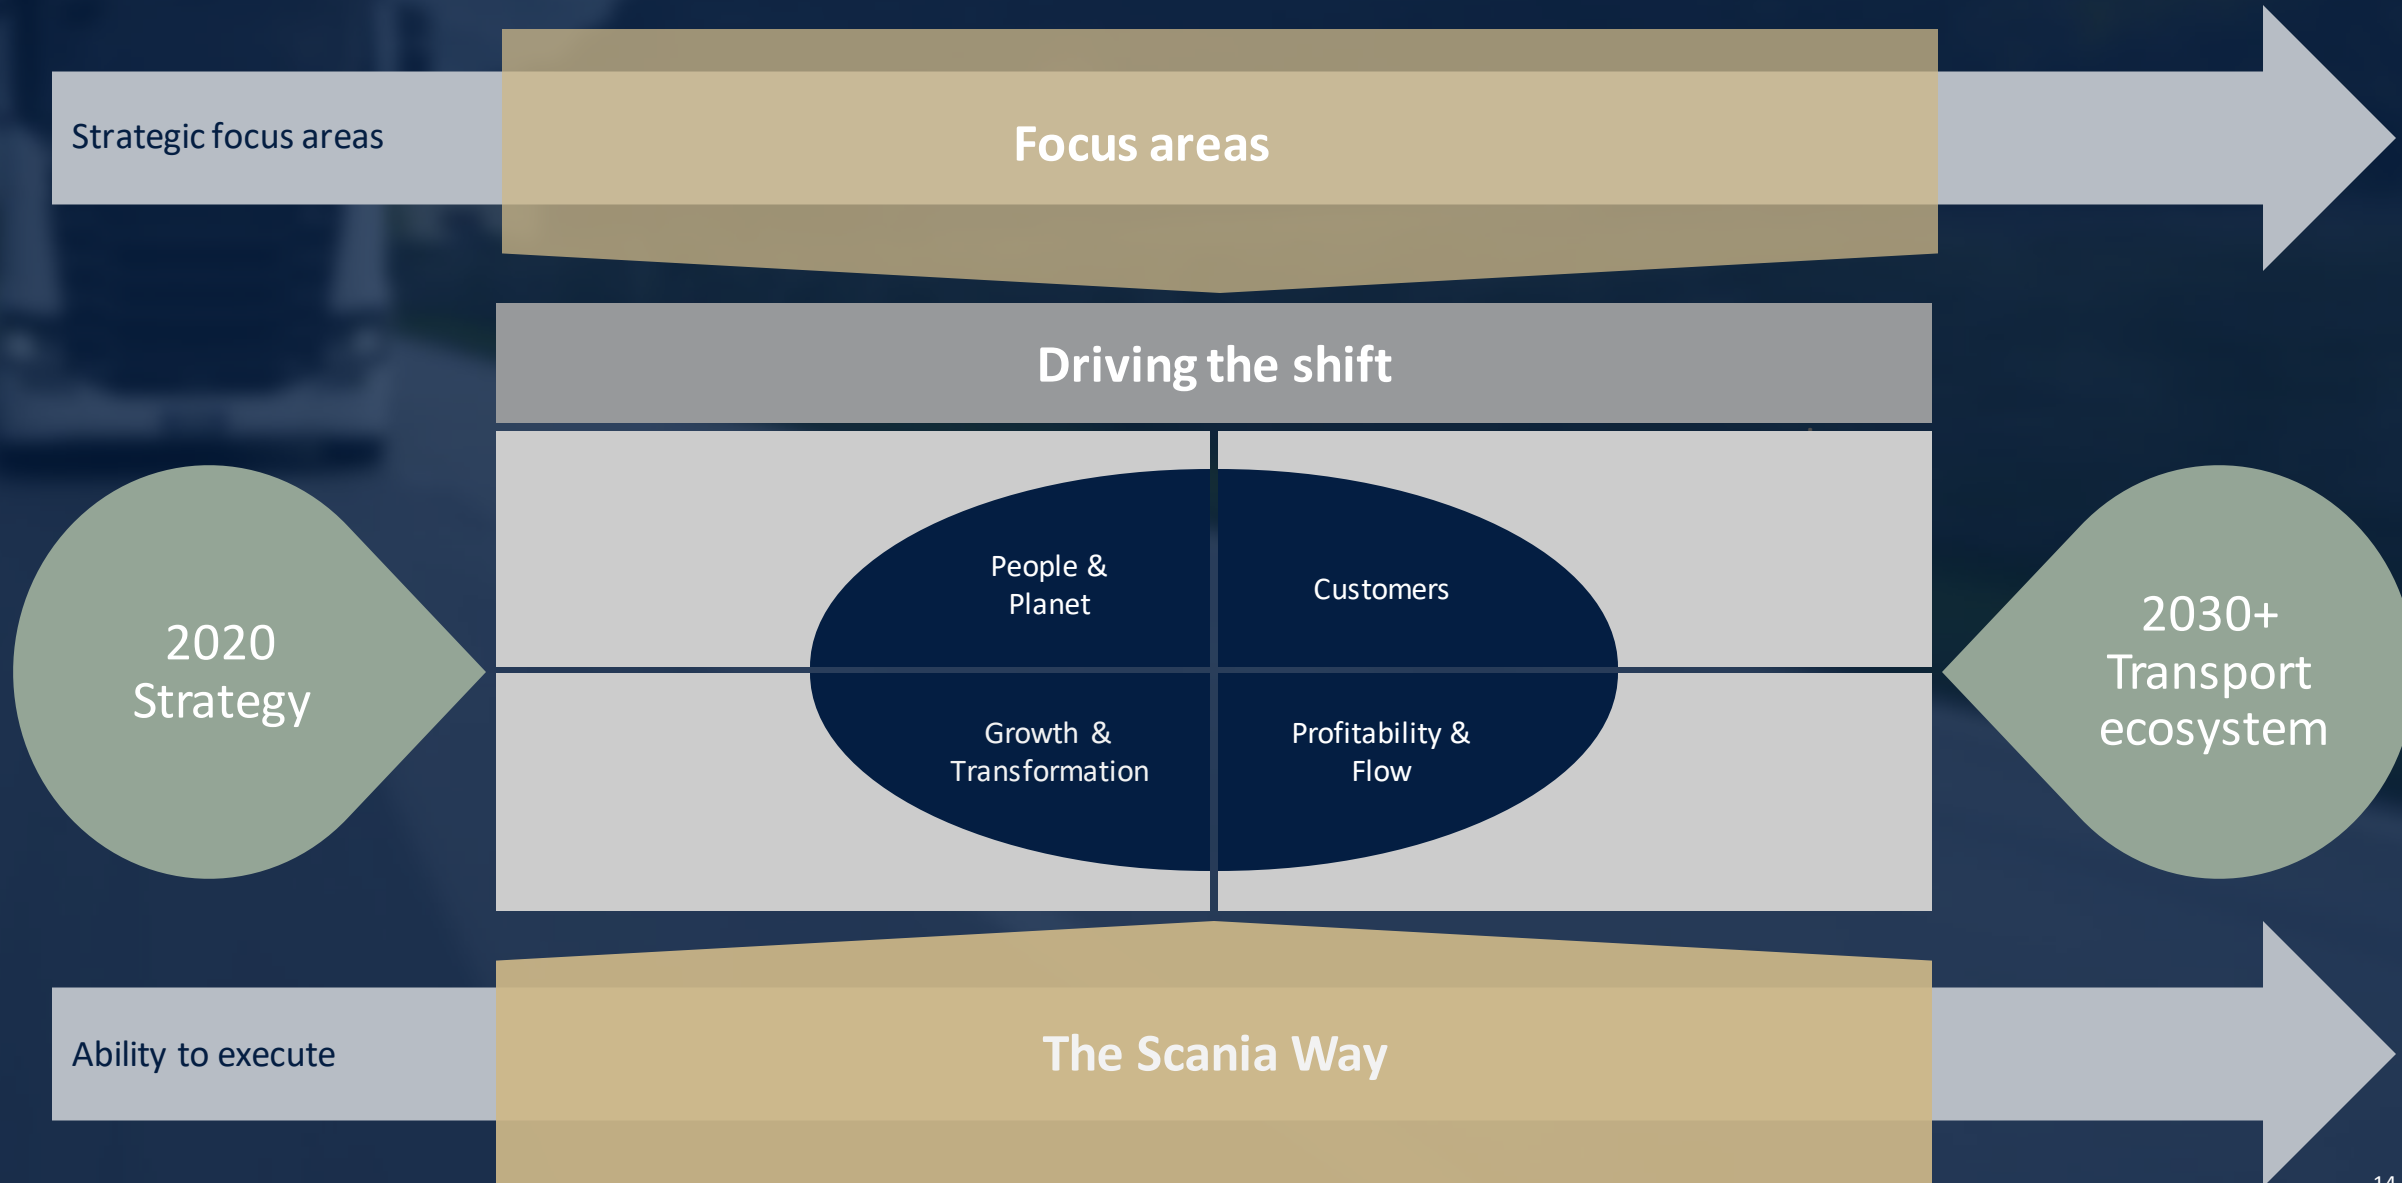 Strategic focus areas
Focus areas
Driving the shift
People &
Planet
Customers
2020
Strategy
2030+
Transport
ecosystem
Growth &
Transformation
Profitability &
Flow
Ability to execute
The Scania Way
14